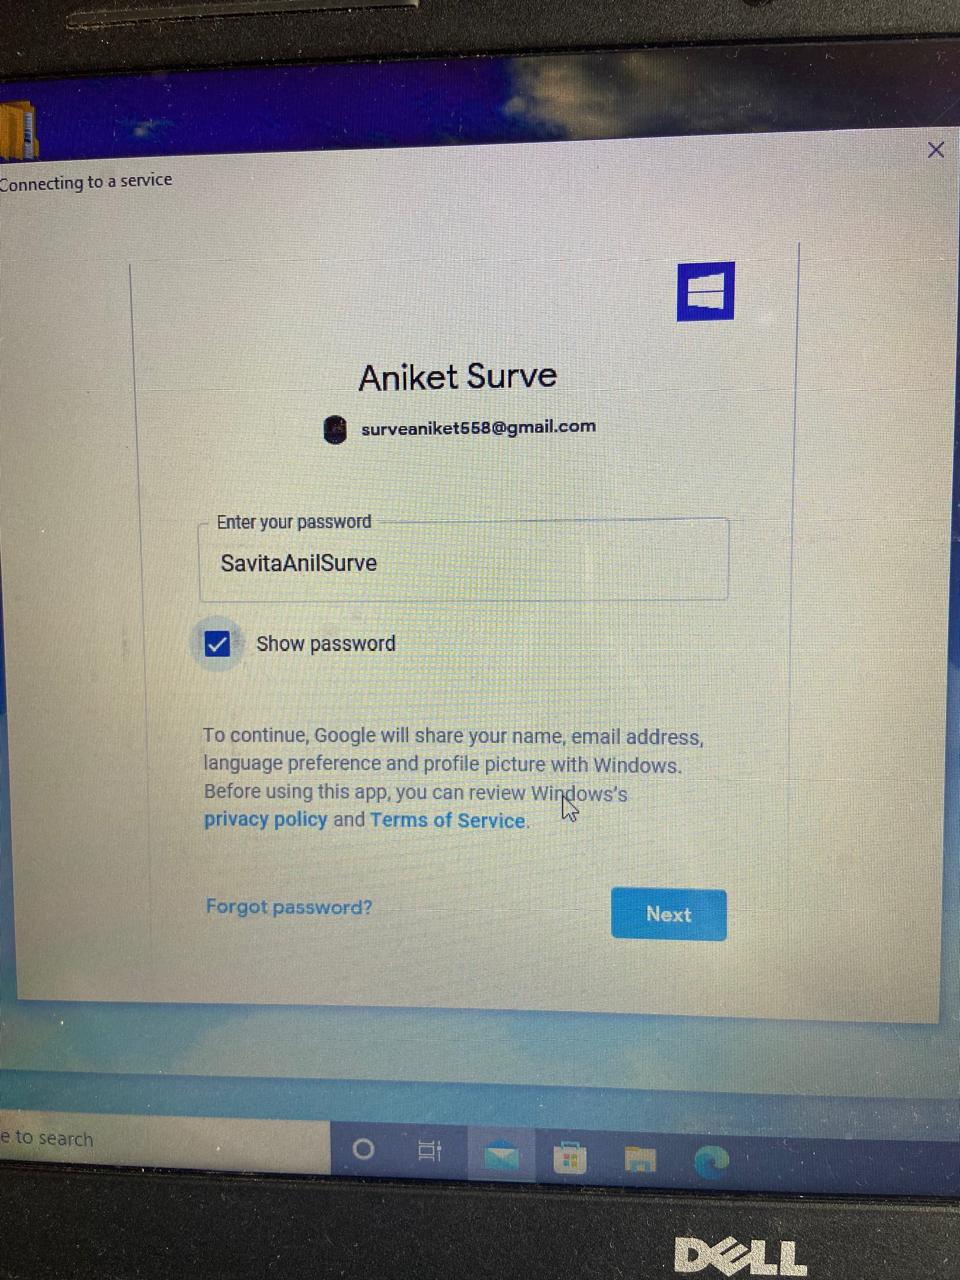 Connecting to a service
Aniket Surve
surveaniket558@gmail.com
Enter your password
SavitaAnilSurve
Show password
To continue, Google will share your name, email address,
language preference and profile picture with Windows.
Before using this app, you can review Windows's
privacy policy and Terms of Service.
Forgot password?
Next
e to search
DELL